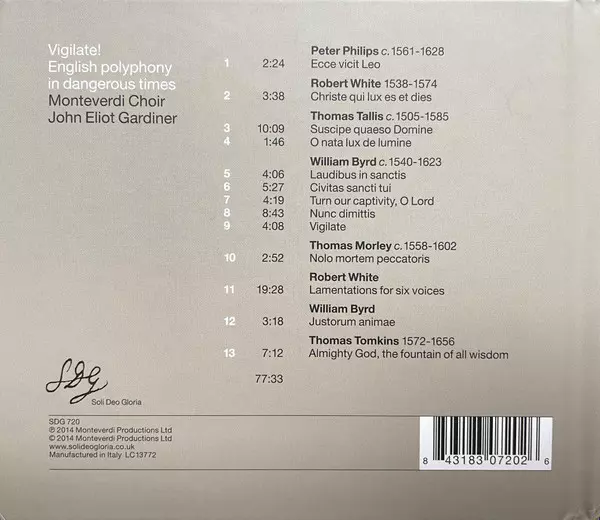 Vigilate!
English polyphony
in dangerous times
Monteverdi Choir
John Eliot Gardiner
Peter Philips c.1561-1628
1 2:24 Ecce vicit Leo
Robert White 1538-1574
2 3:38 Christe qui lux es et dies
Thomas Tallis c.1505-1585
3 10:09 Suscipe quaeso Domine
4 1:46 O nata lux de lumine
William Byrd c.1540-1623
5 4:06 Laudibus in sanctis
6 5:27 Civitas sancti tui
7 4:19 Turn our captivity, O Lord
8 8:43 Nunc dimittis
9 4:08 Vigilate
Thomas Morley c.1558-1602
10 2:52 Nolo mortem peccatoris
Robert White
11 19:28 Lamentations for six voices
William Byrd
12 3:18 Justorum animae
Thomas Tomkins 1572-1656
13 7:12 Almighty God, the fountain of all wisdom
77:33
SDG
Soli Deo Gloria
SDG 720
℗ 2014 Monteverdi Productions Ltd
© 2014 Monteverdi Productions Ltd
www.solideogloria.co.uk
Manufactured in Italy LC13772
8 43183 07202 6